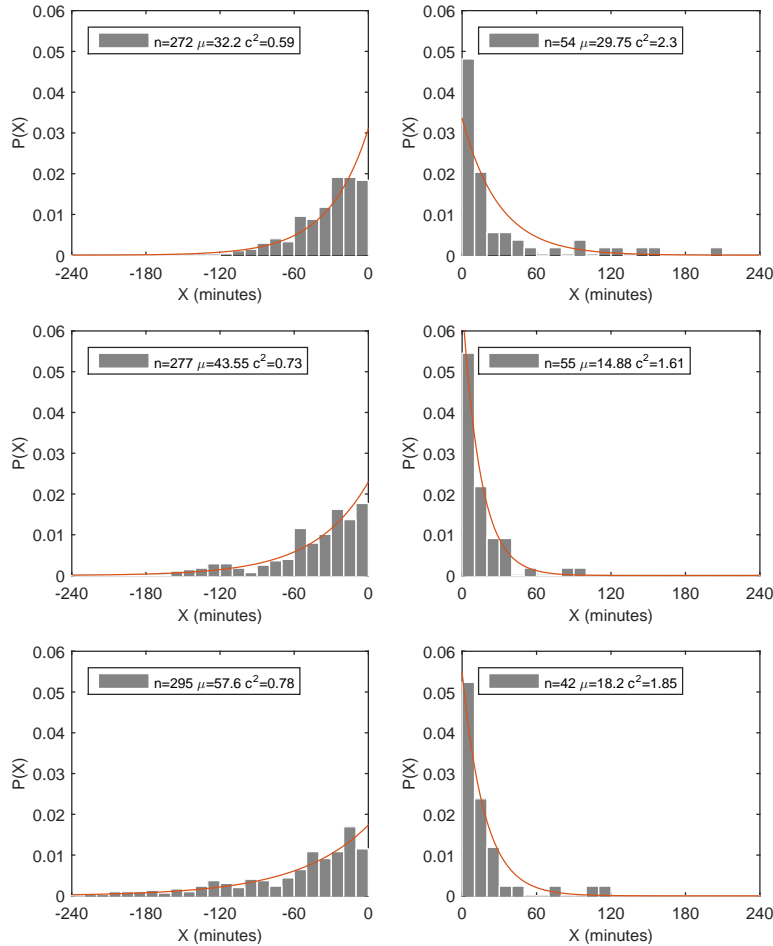 0.06
n=272 μ=32.2 c²=0.59
0.05
0.04
P(X)
0.03
0.02
0.01
0
-240 -180 -120 -60 0
X (minutes)
0.06
n=54 μ=29.75 c²=2.3
0.05
0.04
P(X)
0.03
0.02
0.01
0
0 60 120 180 240
X (minutes)
0.06
n=277 μ=43.55 c²=0.73
0.05
0.04
P(X)
0.03
0.02
0.01
0
-240 -180 -120 -60 0
X (minutes)
0.06
n=55 μ=14.88 c²=1.61
0.05
0.04
P(X)
0.03
0.02
0.01
0
0 60 120 180 240
X (minutes)
0.06
n=295 μ=57.6 c²=0.78
0.05
0.04
P(X)
0.03
0.02
0.01
0
-240 -180 -120 -60 0
X (minutes)
0.06
n=42 μ=18.2 c²=1.85
0.05
0.04
P(X)
0.03
0.02
0.01
0
0 60 120 180 240
X (minutes)